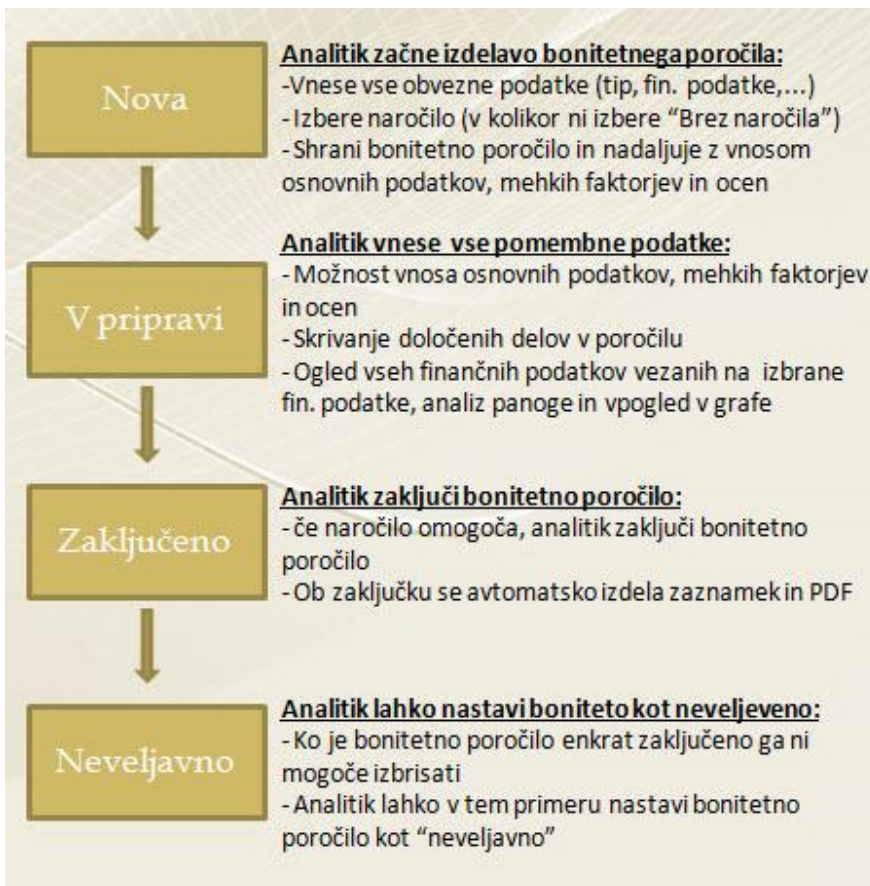 Nova
Analitik začne izdelavo bonitetnega poročila:
-Vnese vse obvezne podatke (tip, fin. podatke,...)
-Izbere naročilo (v kolikor ni izbere “Brez naročila”)
-Shrani bonitetno poročilo in nadaljuje z vnosom
osnovnih podatkov, mehkih faktorjev in ocen
V pripravi
Analitik vnese vse pomembne podatke:
- Možnost vnosa osnovnih podatkov, mehkih faktorjev
in ocen
- Skrivanje določenih delov v poročilu
- Ogled vseh finančnih podatkov vezanih na izbrane
fin. podatke, analiz panoge in vpogled v grafe
Zaključeno
Analitik zaključi bonitetno poročilo:
- če naročilo omogoča, analitik zaključi bonitetno
poročilo
- Ob zaključku se avtomatsko izdela zaznamek in PDF
Neveljavno
Analitik lahko nastavi boniteto kot neveljeveno:
- Ko je bonitetno poročilo enkrat zaključeno ga ni
mogoče izbrisati
- Analitik lahko v tem primeru nastavi bonitetno
poročilo kot “neveljavno”